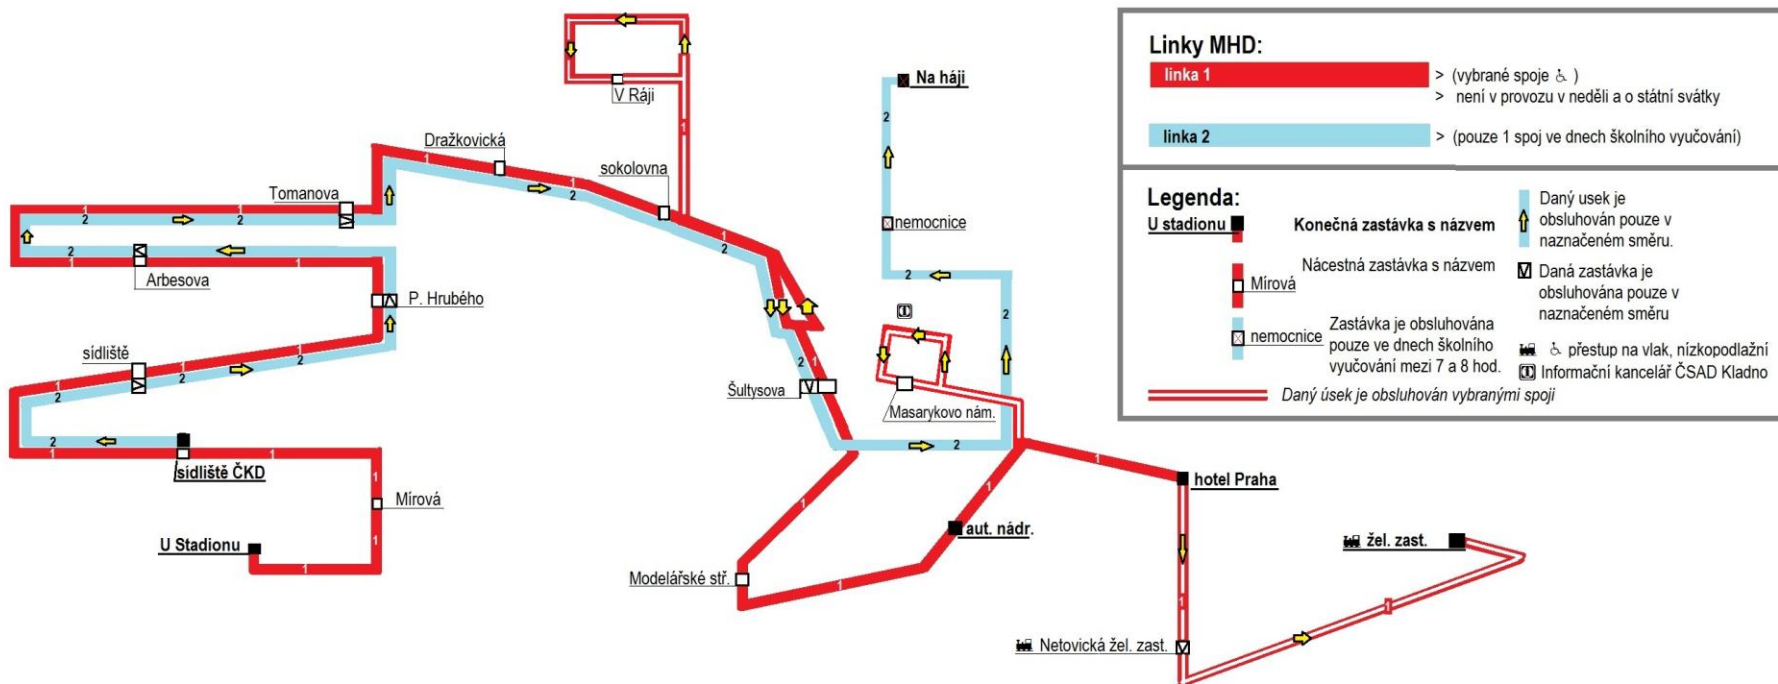 V Ráji
Na háji
Dražkovická
sokolovna
Tomanova
nemocnice
Arbesova
P. Hrubého
sídliště
Šultysova
Masarykovo nám.
sídliště ČKD
Mírová
U Stadionu
hotel Praha
aut. nádr.
žel. zast.
Modelářské stř.
Netovická žel. zast.
1
2
Linky MHD:
linka 1
> (vybrané spoje ♿ )
> není v provozu v neděli a o státní svátky
linka 2
> (pouze 1 spoj ve dnech školního vyučování)
Legenda:
U stadionu
Konečná zastávka s názvem
Nácestná zastávka s názvem
Mírová
nemocnice
Zastávka je obsluhována
pouze ve dnech školního
vyučování mezi 7 a 8 hod.
Daný úsek je obsluhován vybranými spoji
Daný usek je
obsluhován pouze v
naznačeném směru.
Daná zastávka je
obsluhována pouze v
naznačeném směru
přestup na vlak, nízkopodlažní
Informační kancelář ČSAD Kladno